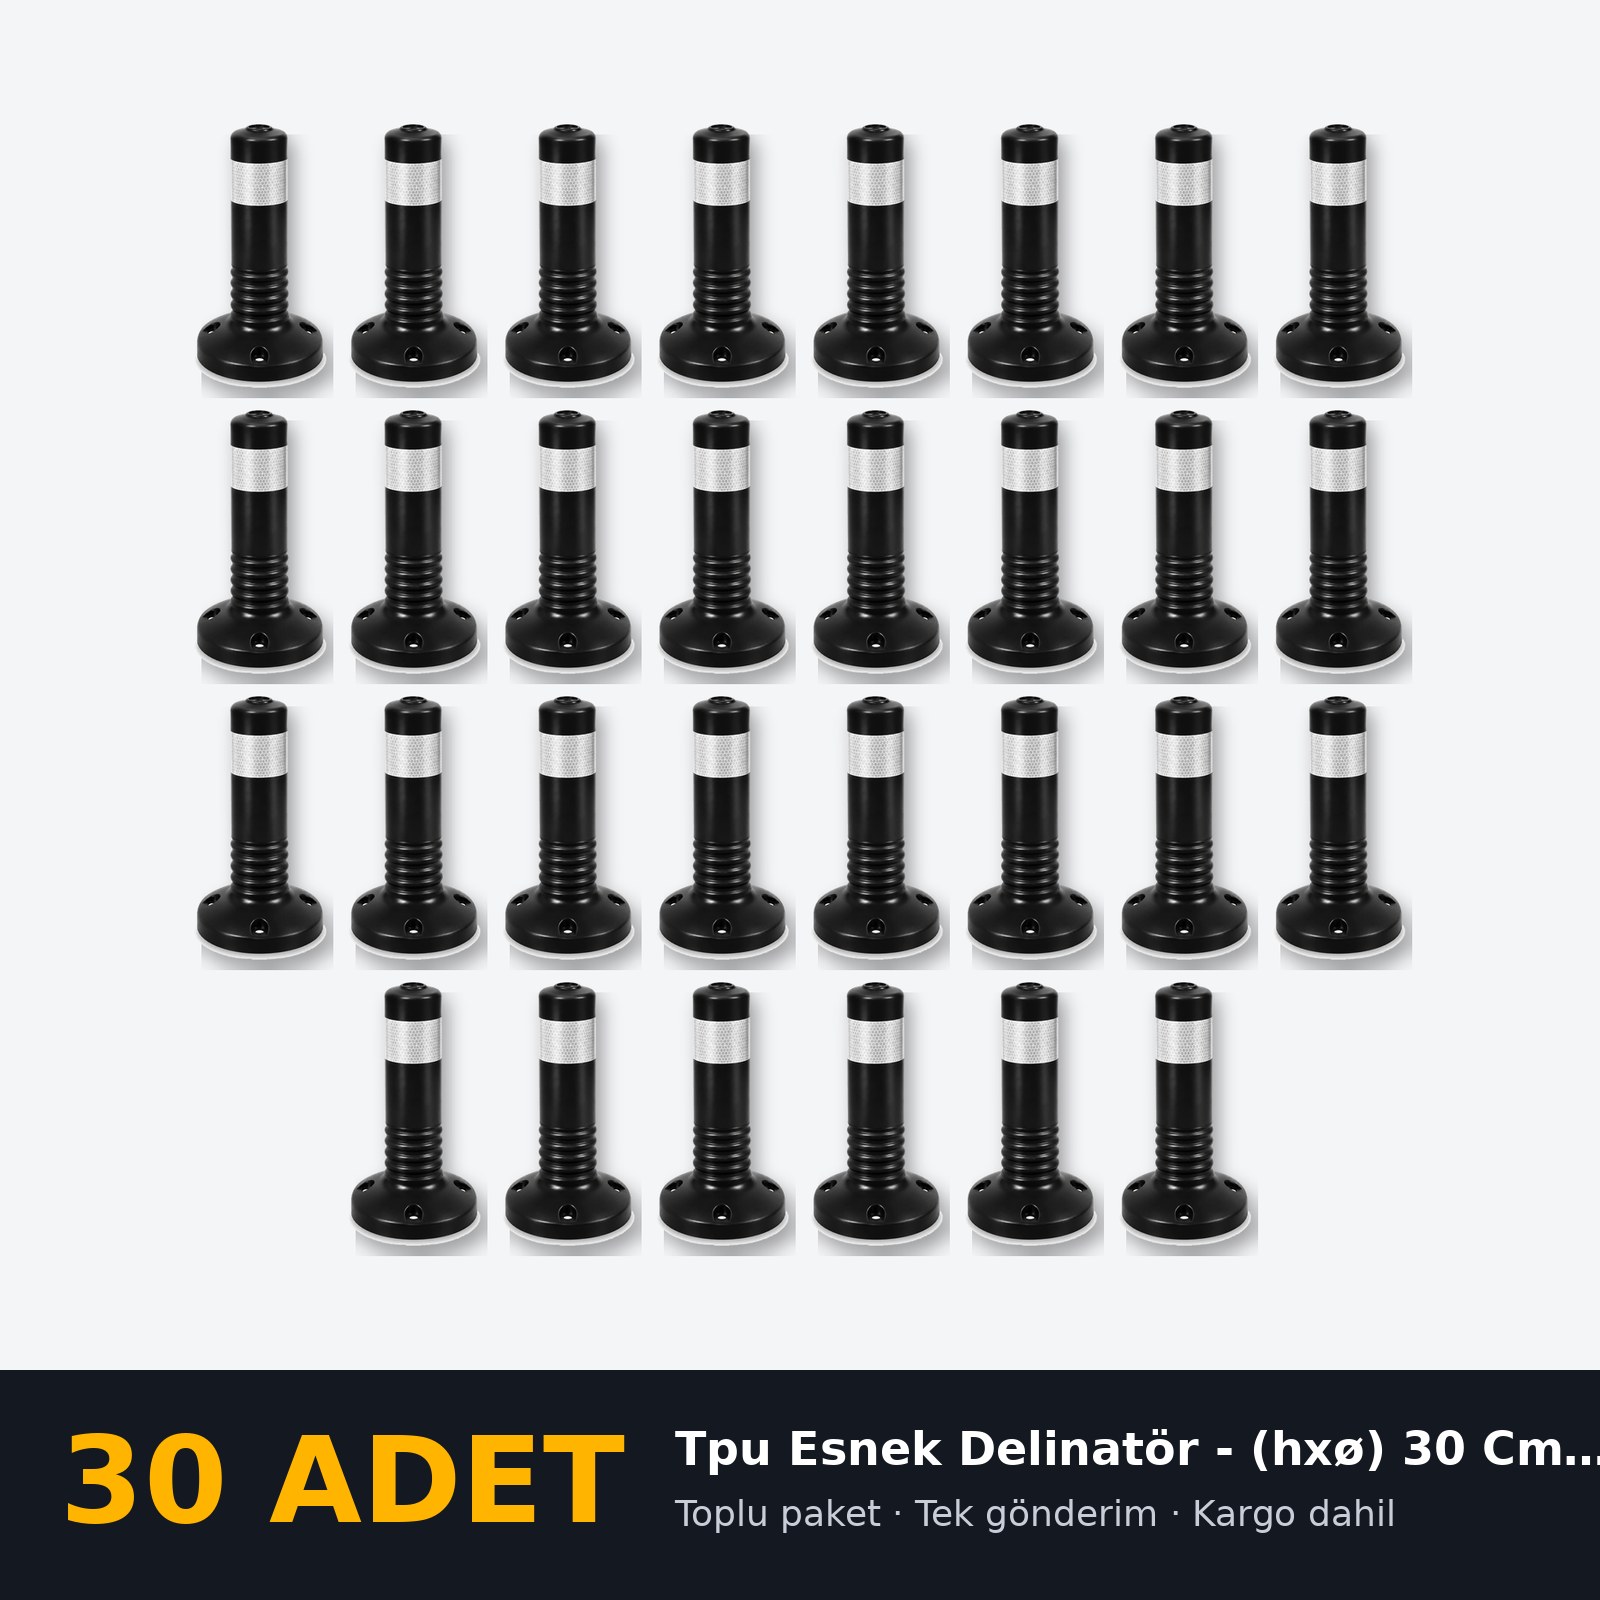 30 ADET
Tpu Esnek Delinatör - (hxø) 30 Cm...
Toplu paket · Tek gönderim · Kargo dahil